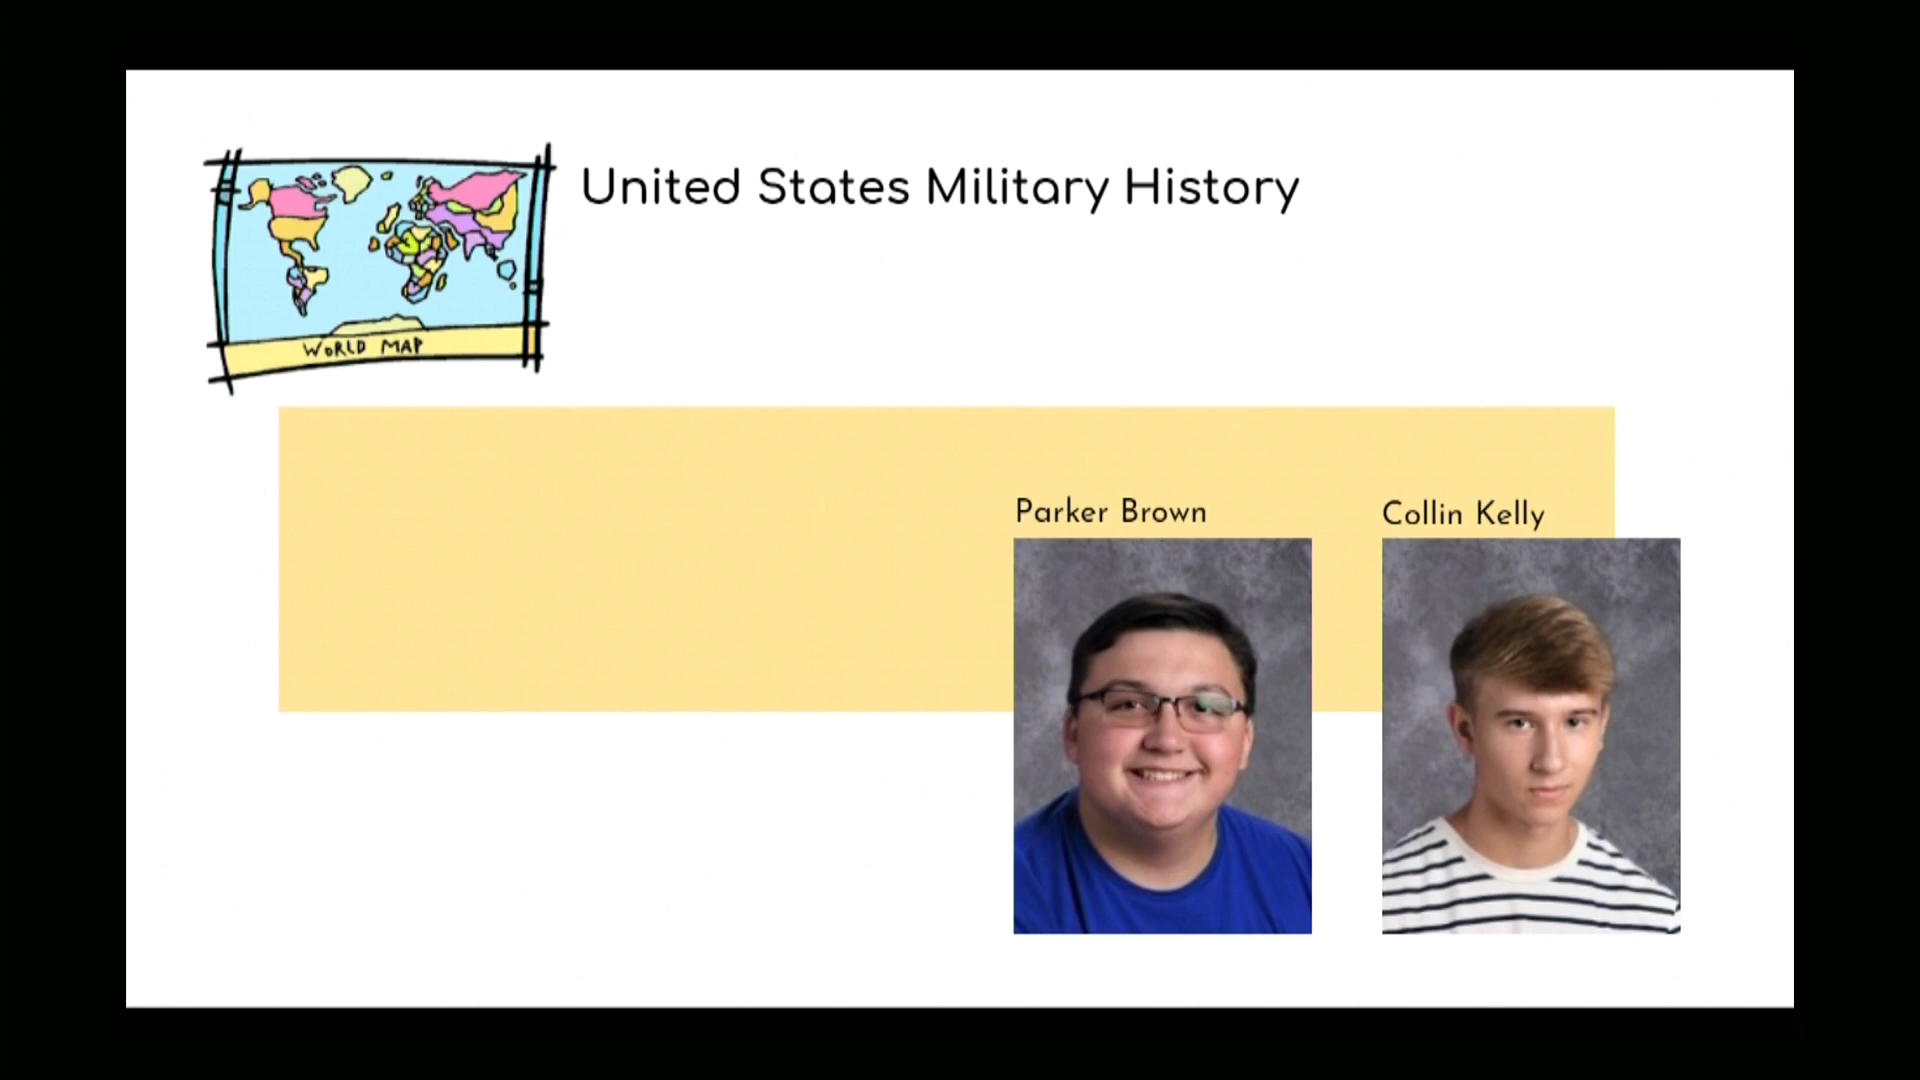 United States Military History
WORLD MAP
Parker Brown
Collin Kelly